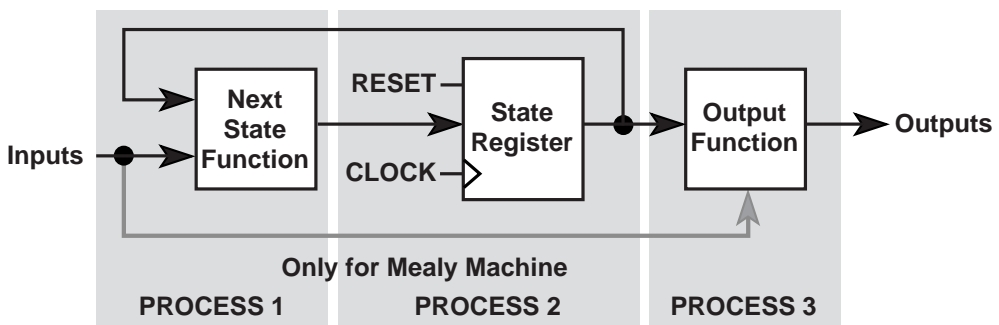 Inputs
Next
State
Function
RESET
CLOCK
State
Register
Output
Function
Outputs
Only for Mealy Machine
PROCESS 1
PROCESS 2
PROCESS 3